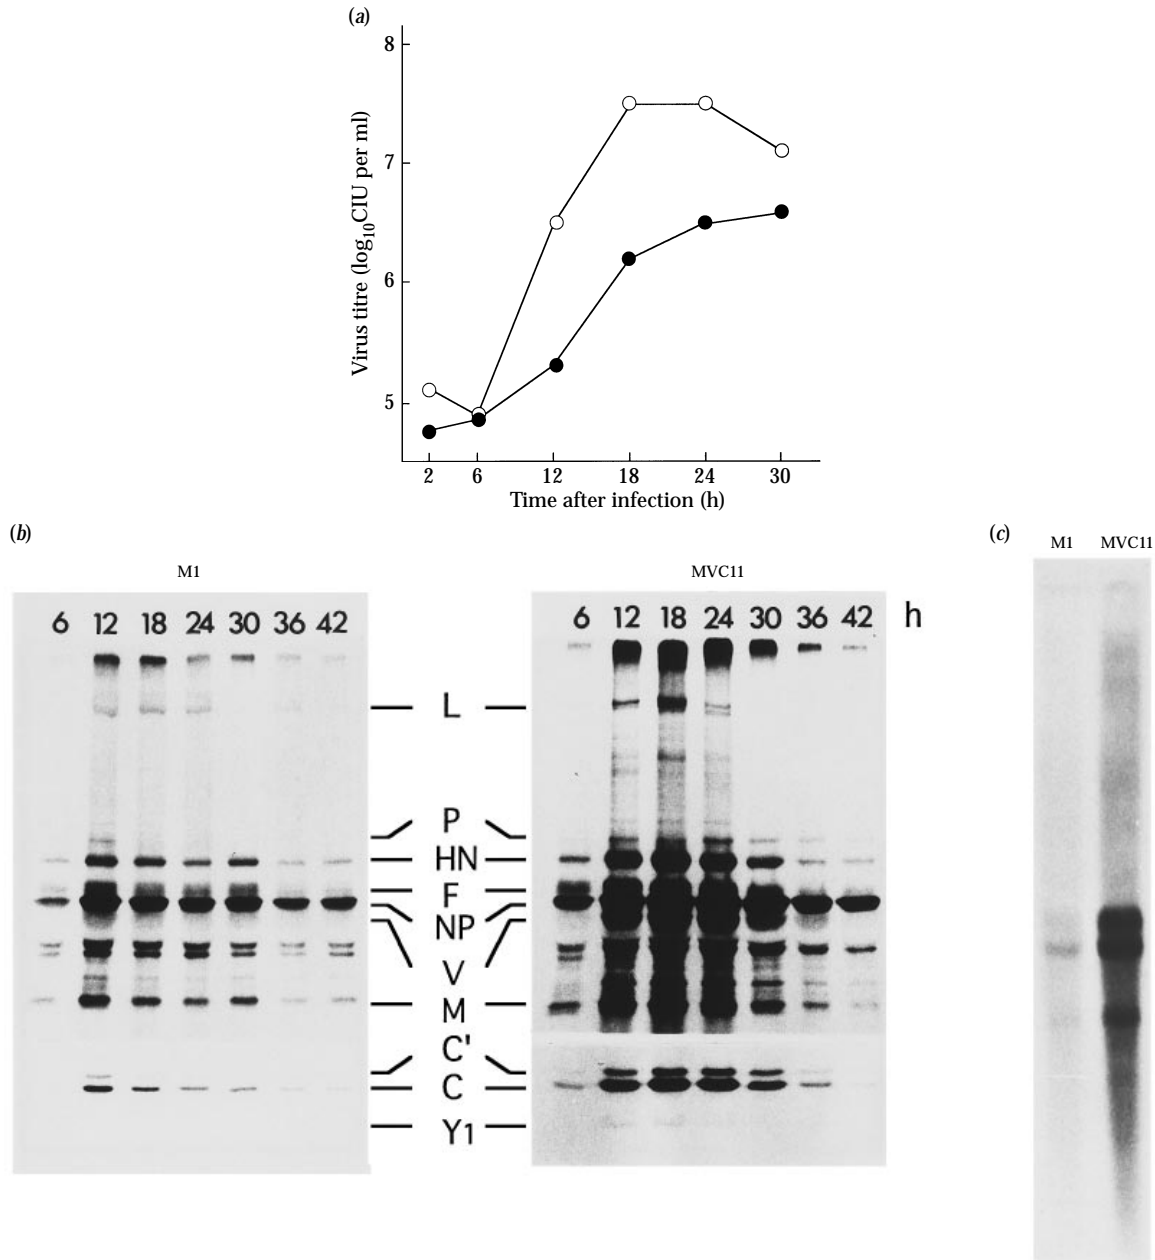 (a)
8
7
6
5
Virus titre (log₁₀CIU per ml)
2 6 12 18 24 30
Time after infection (h)
(b)
M1
MVC11
6 12 18 24 30 36 42
6 12 18 24 30 36 42 h
L
P
HN
F
NP
V
M
C'
C
Y1
(c)
M1 MVC11